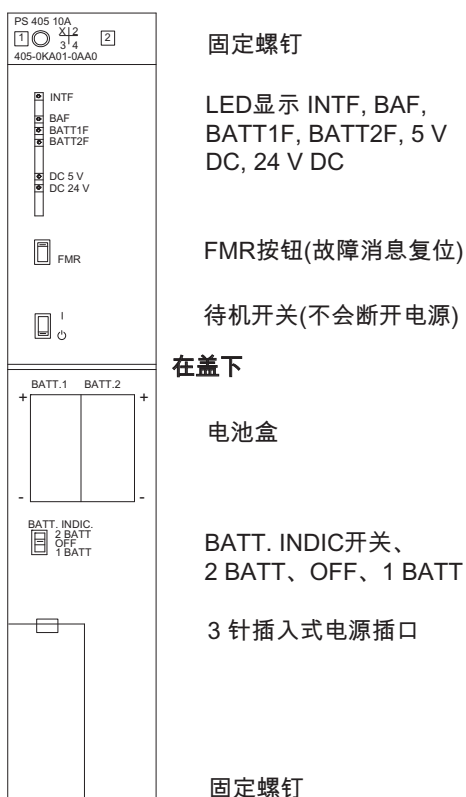 PS 405 10A
1 X 2 2
3 4
405-0KA01-0AA0
固定螺钉
INTF
BAF
BATT1F
BATT2F
DC 5 V
DC 24 V
LED显示 INTF, BAF,
BATT1F, BATT2F, 5 V
DC, 24 V DC
FMR
FMR按钮(故障消息复位)
I
待机开关(不会断开电源)
在盖下
BATT.1 BATT.2
+ +
- -
电池盒
BATT. INDIC.
2 BATT
OFF
1 BATT
BATT. INDIC开关、
2 BATT、OFF、1 BATT
3 针插入式电源插口
固定螺钉